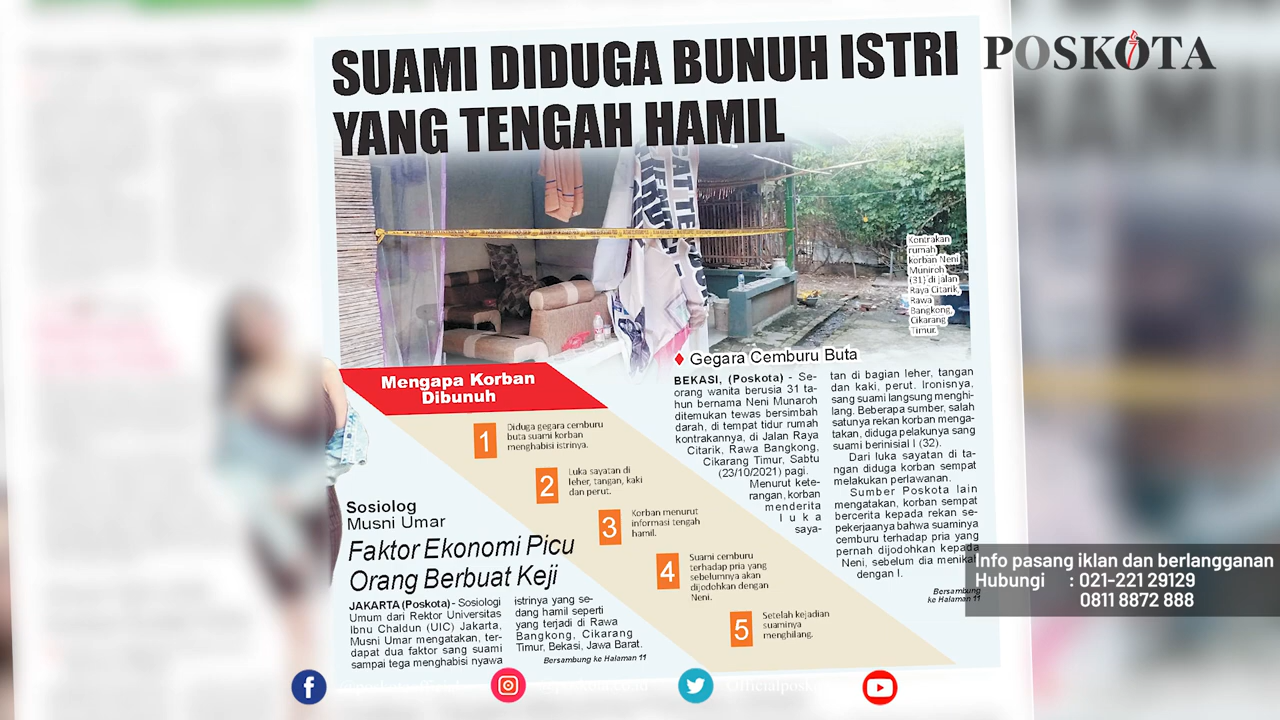 SUAMI DIDUGA BUNUH ISTRI
YANG TENGAH HAMIL
POSKOTA
Kontrakan
rumah
korban Neni
Muniroh
(31) di jalan
Raya Citarik,
Rawa
Bangkong,
Cikarang
Timur.
Gegara Cemburu Buta
BEKASI, (Poskota) - Se-
orang wanita berusia 31 ta-
hun bernama Neni Munaroh
ditemukan tewas bersimbah
darah, di tempat tidur rumah
kontrakannya, di Jalan Raya
Citarik, Rawa Bangkong,
Cikarang Timur, Sabtu
(23/10/2021) pagi.
Menurut kete-
rangan, korban
menderita
luka
saya-
tan di bagian leher, tangan
dan kaki, perut. Ironisnya,
sang suami langsung menghi-
lang. Beberapa sumber, salah
satunya rekan korban menga-
takan, diduga pelakunya sang
suami berinisial I (32).
Dari luka sayatan di ta-
ngan diduga korban sempat
melakukan perlawanan.
Sumber Poskota lain
mengatakan, korban sempat
bercerita kepada rekan se-
pekerjaanya bahwa suaminya
cemburu terhadap pria yang
pernah dijodohkan kepada
Neni, sebelum dia menikah
dengan I.
Bersambung
ke Halaman 11
Mengapa Korban
Dibunuh
1
Diduga gegara cemburu
buta suami korban
menghabisi istrinya.
2
Luka sayatan di
leher, tangan, kaki
dan perut.
3
Korban menurut
informasi tengah
hamil.
4
Suami cemburu
terhadap pria yang
sebelumnya akan
dijodohkan dengan
Neni.
5
Setelah kejadian
suaminya
menghilang.
Sosiolog
Musni Umar
Faktor Ekonomi Picu
Orang Berbuat Keji
JAKARTA (Poskota) - Sosiolog
Umum dari Rektor Universitas
Ibnu Chaldun (UIC) Jakarta,
Musni Umar mengatakan, ter-
dapat dua faktor sang suami
sampai tega menghabisi nyawa
istrinya yang se-
dang hamil seperti
yang terjadi di Rawa
Bangkong, Cikarang
Timur, Bekasi, Jawa Barat.
Bersambung ke Halaman 11
Info pasang iklan dan berlangganan
Hubungi : 021-221 29129
0811 8872 888